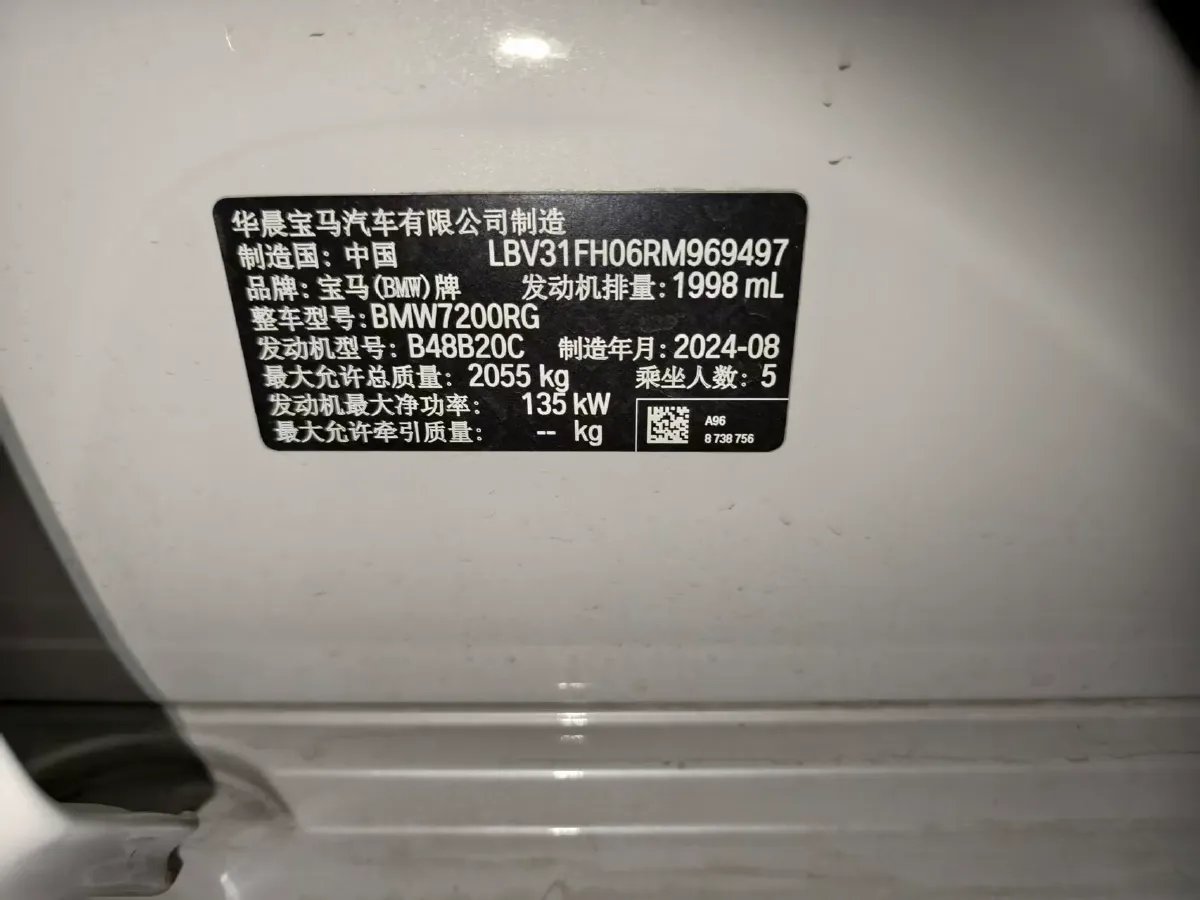 华晨宝马汽车有限公司制造
制造国：中国 LBV31FH06RM969497
品牌：宝马(BMW)牌 发动机排量：1998 mL
整车型号：BMW7200RG
发动机型号：B48B20C 制造年月：2024-08
最大允许总质量：2055 kg 乘坐人数：5
发动机最大净功率：135 kW
最大允许牵引质量：-- kg
A96
8 738 756